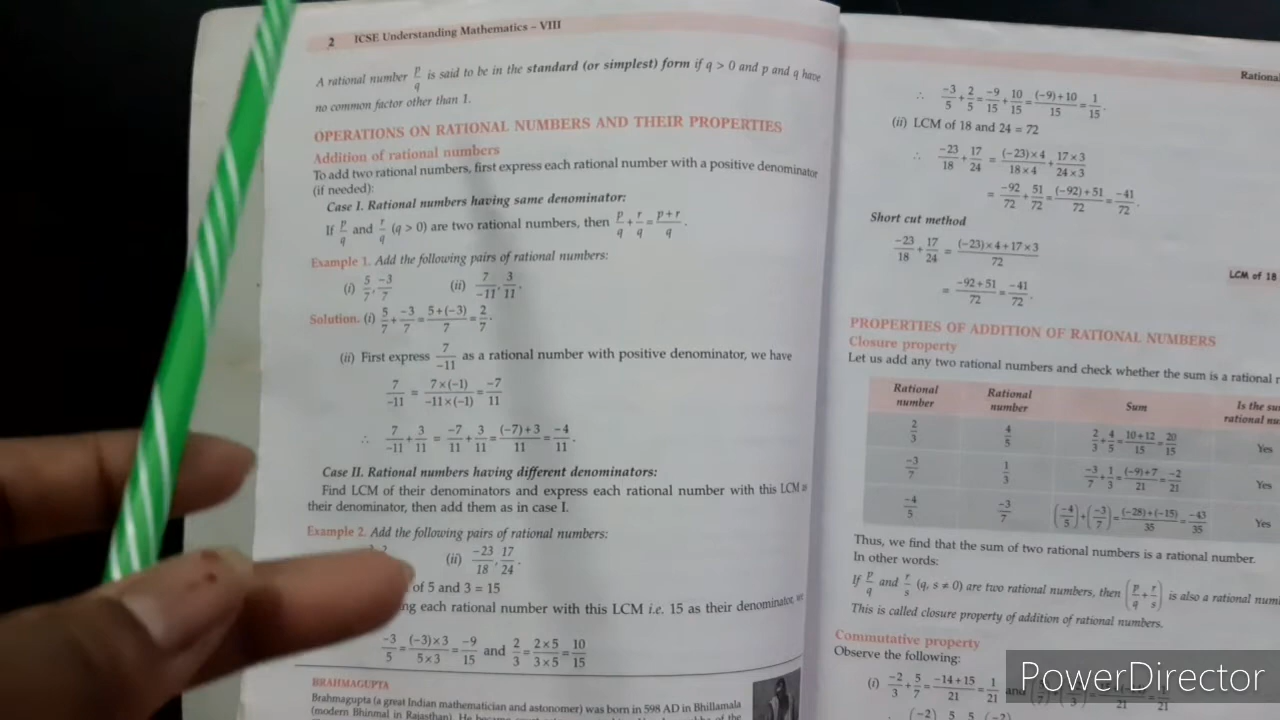 2 ICSE Understanding Mathematics – VIII
A rational number p/q is said to be in the standard (or simplest) form if q > 0 and p and q have
no common factor other than 1.
OPERATIONS ON RATIONAL NUMBERS AND THEIR PROPERTIES
Addition of rational numbers
To add two rational numbers, first express each rational number with a positive denominator
(if needed):
Case I. Rational numbers having same denominator:
If p/q and r/q (q > 0) are two rational numbers, then p/q + r/q = p+r/q.
Example 1. Add the following pairs of rational numbers:
(i) 5/7, -3/7 (ii) 7/-11, 3/11.
Solution. (i) 5/7 + -3/7 = 5+(-3)/7 = 2/7.
(ii) First express 7/-11 as a rational number with positive denominator, we have
7/-11 = 7×(-1)/-11×(-1) = -7/11
∴ 7/-11 + 3/11 = -7/11 + 3/11 = (-7)+3/11 = -4/11.
Case II. Rational numbers having different denominators:
Find LCM of their denominators and express each rational number with this LCM as
their denominator, then add them as in case I.
Example 2. Add the following pairs of rational numbers:
(ii) -23/18, 17/24.
of 5 and 3 = 15
each rational number with this LCM i.e. 15 as their denominator, we
-3/5 = (-3)×3/5×3 = -9/15 and 2/3 = 2×5/3×5 = 10/15
BRAHMAGUPTA
Brahmagupta (a great Indian mathematician and astonomer) was born in 598 AD in Bhillamala
(modern Bhinmal in Rajasthan). He of the
Rational
∴ -3/5 + 2/5 = -9/15 + 10/15 = (-9)+10/15 = 1/15.
(ii) LCM of 18 and 24 = 72
∴ -23/18 + 17/24 = (-23)×4/18×4 + 17×3/24×3
= -92/72 + 51/72 = (-92)+51/72 = -41/72.
Short cut method
-23/18 + 17/24 = (-23)×4+17×3/72
LCM of 18
= -92+51/72 = -41/72.
PROPERTIES OF ADDITION OF RATIONAL NUMBERS
Closure property
Let us add any two rational numbers and check whether the sum is a rational
Rational number Rational number Sum Is the
rational
2/3 4/5 2/3 + 4/5 = 10+12/15 = 20/15 Yes
-3/7 1/3 -3/7 + 1/3 = (-9)+7/21 = -2/21 Yes
-4/5 -3/7 (-4/5) + (-3/7) = (-28)+(-15)/35 = -43/35 Yes
Thus, we find that the sum of two rational numbers is a rational number.
In other words:
If p/q and r/s (q, s ≠ 0) are two rational numbers, then (p/q + r/s) is also a rational
This is called closure property of addition of rational numbers.
Commutative property
Observe the following:
(i) -2/3 + 5/7 = -14+15/21 = 1/21 and
PowerDirector